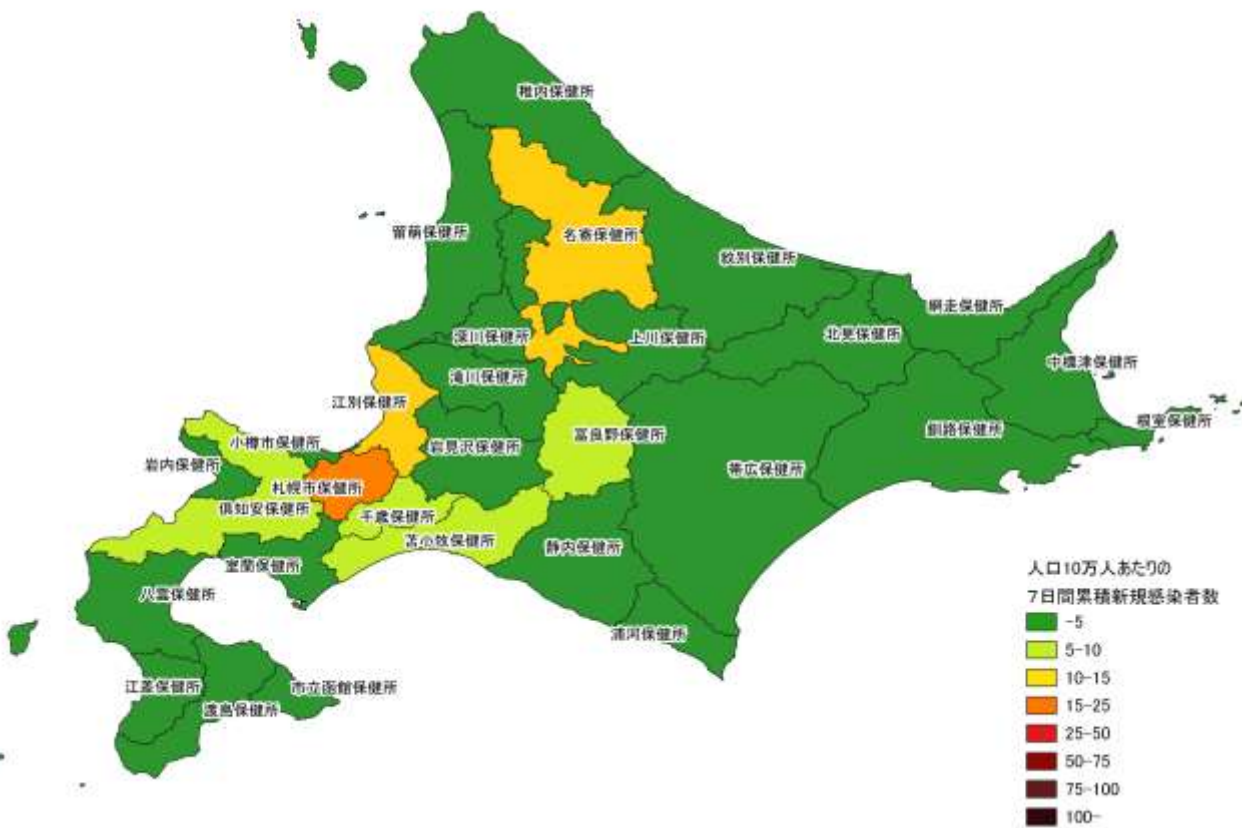 稚内保健所
名寄保健所
留萌保健所
紋別保健所
網走保健所
深川保健所
上川保健所
北見保健所
中標津保健所
滝川保健所
江別保健所
根室保健所
釧路保健所
富良野保健所
小樽市保健所
岩見沢保健所
岩内保健所
帯広保健所
札幌市保健所
倶知安保健所
千歳保健所
苫小牧保健所
静内保健所
室蘭保健所
八雲保健所
浦河保健所
江差保健所
市立函館保健所
渡島保健所
人口10万人あたりの
7日間累積新規感染者数
-5
5-10
10-15
15-25
25-50
50-75
75-100
100-